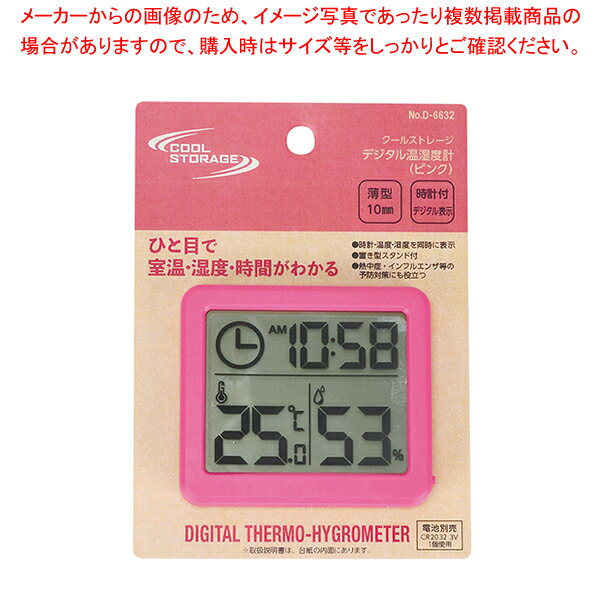 メーカーからの画像のため、イメージ写真であったり複数掲載商品の
場合がありますので、購入時はサイズ等をしっかりとご確認ください。
No.D-6632
COOL
STORAGE
クールストレージ
デジタル温湿度計
(ピンク)
薄型
10mm
時計付
デジタル表示
ひと目で
室温・湿度・時間がわかる
●時計・温度・湿度を同時に表示
●置き型スタンド付
●熱中症・インフルエンザ等の
予防対策にも役立つ
AM 10:58
25.0 ℃
53 %
DIGITAL THERMO-HYGROMETER
※取扱説明書は、台紙の内面にあります。
電池別売
CR2032 3V
1個使用